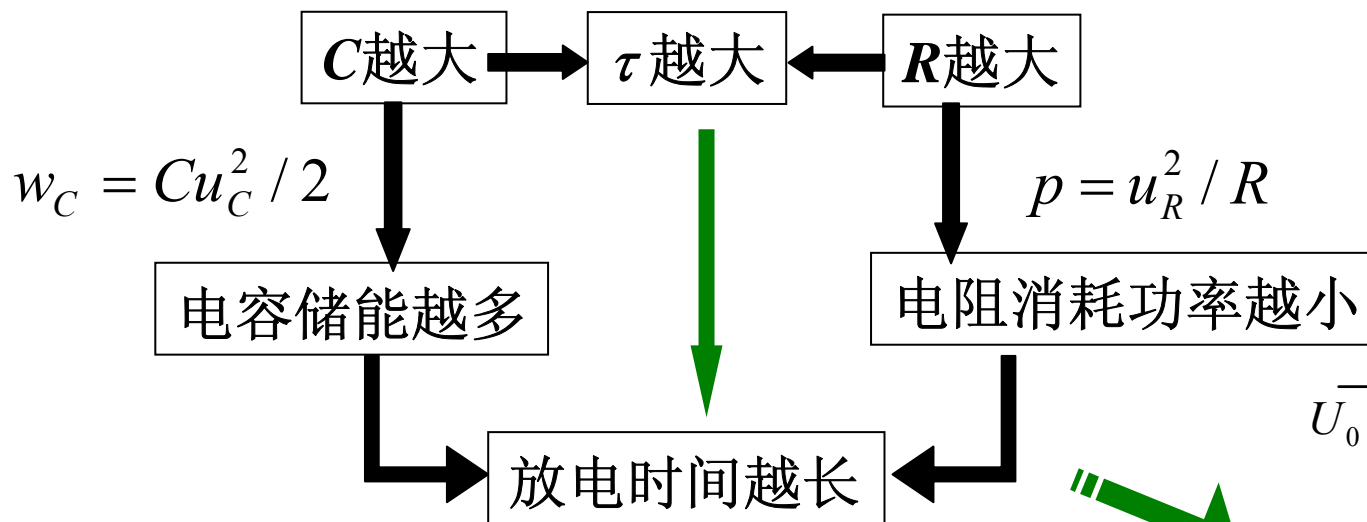 C越大
τ越大
R越大
w_C = Cu_C^2 / 2
p = u_R^2 / R
电容储能越多
电阻消耗功率越小
U_0
放电时间越长